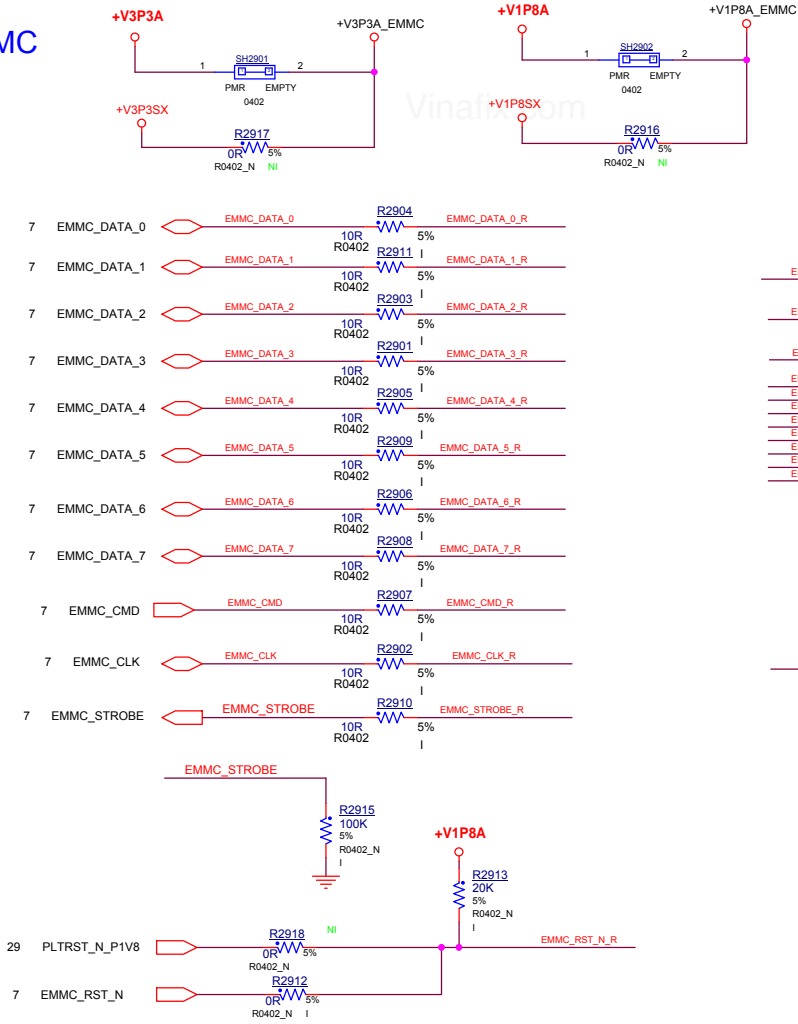 MC
+V3P3A
+V3P3A_EMMC
+V1P8A
+V1P8A_EMMC
1 SH2901 2
PMR EMPTY
0402
1 SH2902 2
PMR EMPTY
0402
Vinafix.com
+V3P3SX
R2917
0R 5%
R0402_N NI
+V1P8SX
R2916
0R 5%
R0402_N NI
7 EMMC_DATA_0 EMMC_DATA_0 R2904 EMMC_DATA_0_R
10R 5%
R0402 I
7 EMMC_DATA_1 EMMC_DATA_1 R2911 EMMC_DATA_1_R
10R 5%
R0402 I
7 EMMC_DATA_2 EMMC_DATA_2 R2903 EMMC_DATA_2_R
10R 5%
R0402 I
7 EMMC_DATA_3 EMMC_DATA_3 R2901 EMMC_DATA_3_R
10R 5%
R0402 I
7 EMMC_DATA_4 EMMC_DATA_4 R2905 EMMC_DATA_4_R
10R 5%
R0402 I
7 EMMC_DATA_5 EMMC_DATA_5 R2909 EMMC_DATA_5_R
10R 5%
R0402 I
7 EMMC_DATA_6 EMMC_DATA_6 R2906 EMMC_DATA_6_R
10R 5%
R0402 I
7 EMMC_DATA_7 EMMC_DATA_7 R2908 EMMC_DATA_7_R
10R 5%
R0402 I
7 EMMC_CMD EMMC_CMD R2907 EMMC_CMD_R
10R 5%
R0402 I
7 EMMC_CLK EMMC_CLK R2902 EMMC_CLK_R
10R 5%
R0402 I
7 EMMC_STROBE EMMC_STROBE R2910 EMMC_STROBE_R
10R 5%
R0402 I
E
E
E
E
E
E
E
E
E
E
EMMC_STROBE
R2915
100K
5%
R0402_N
I
+V1P8A
R2913
20K
5%
R0402_N
I
29 PLTRST_N_P1V8 R2918 NI EMMC_RST_N_R
0R 5%
R0402_N
7 EMMC_RST_N R2912
0R 5%
R0402_N I